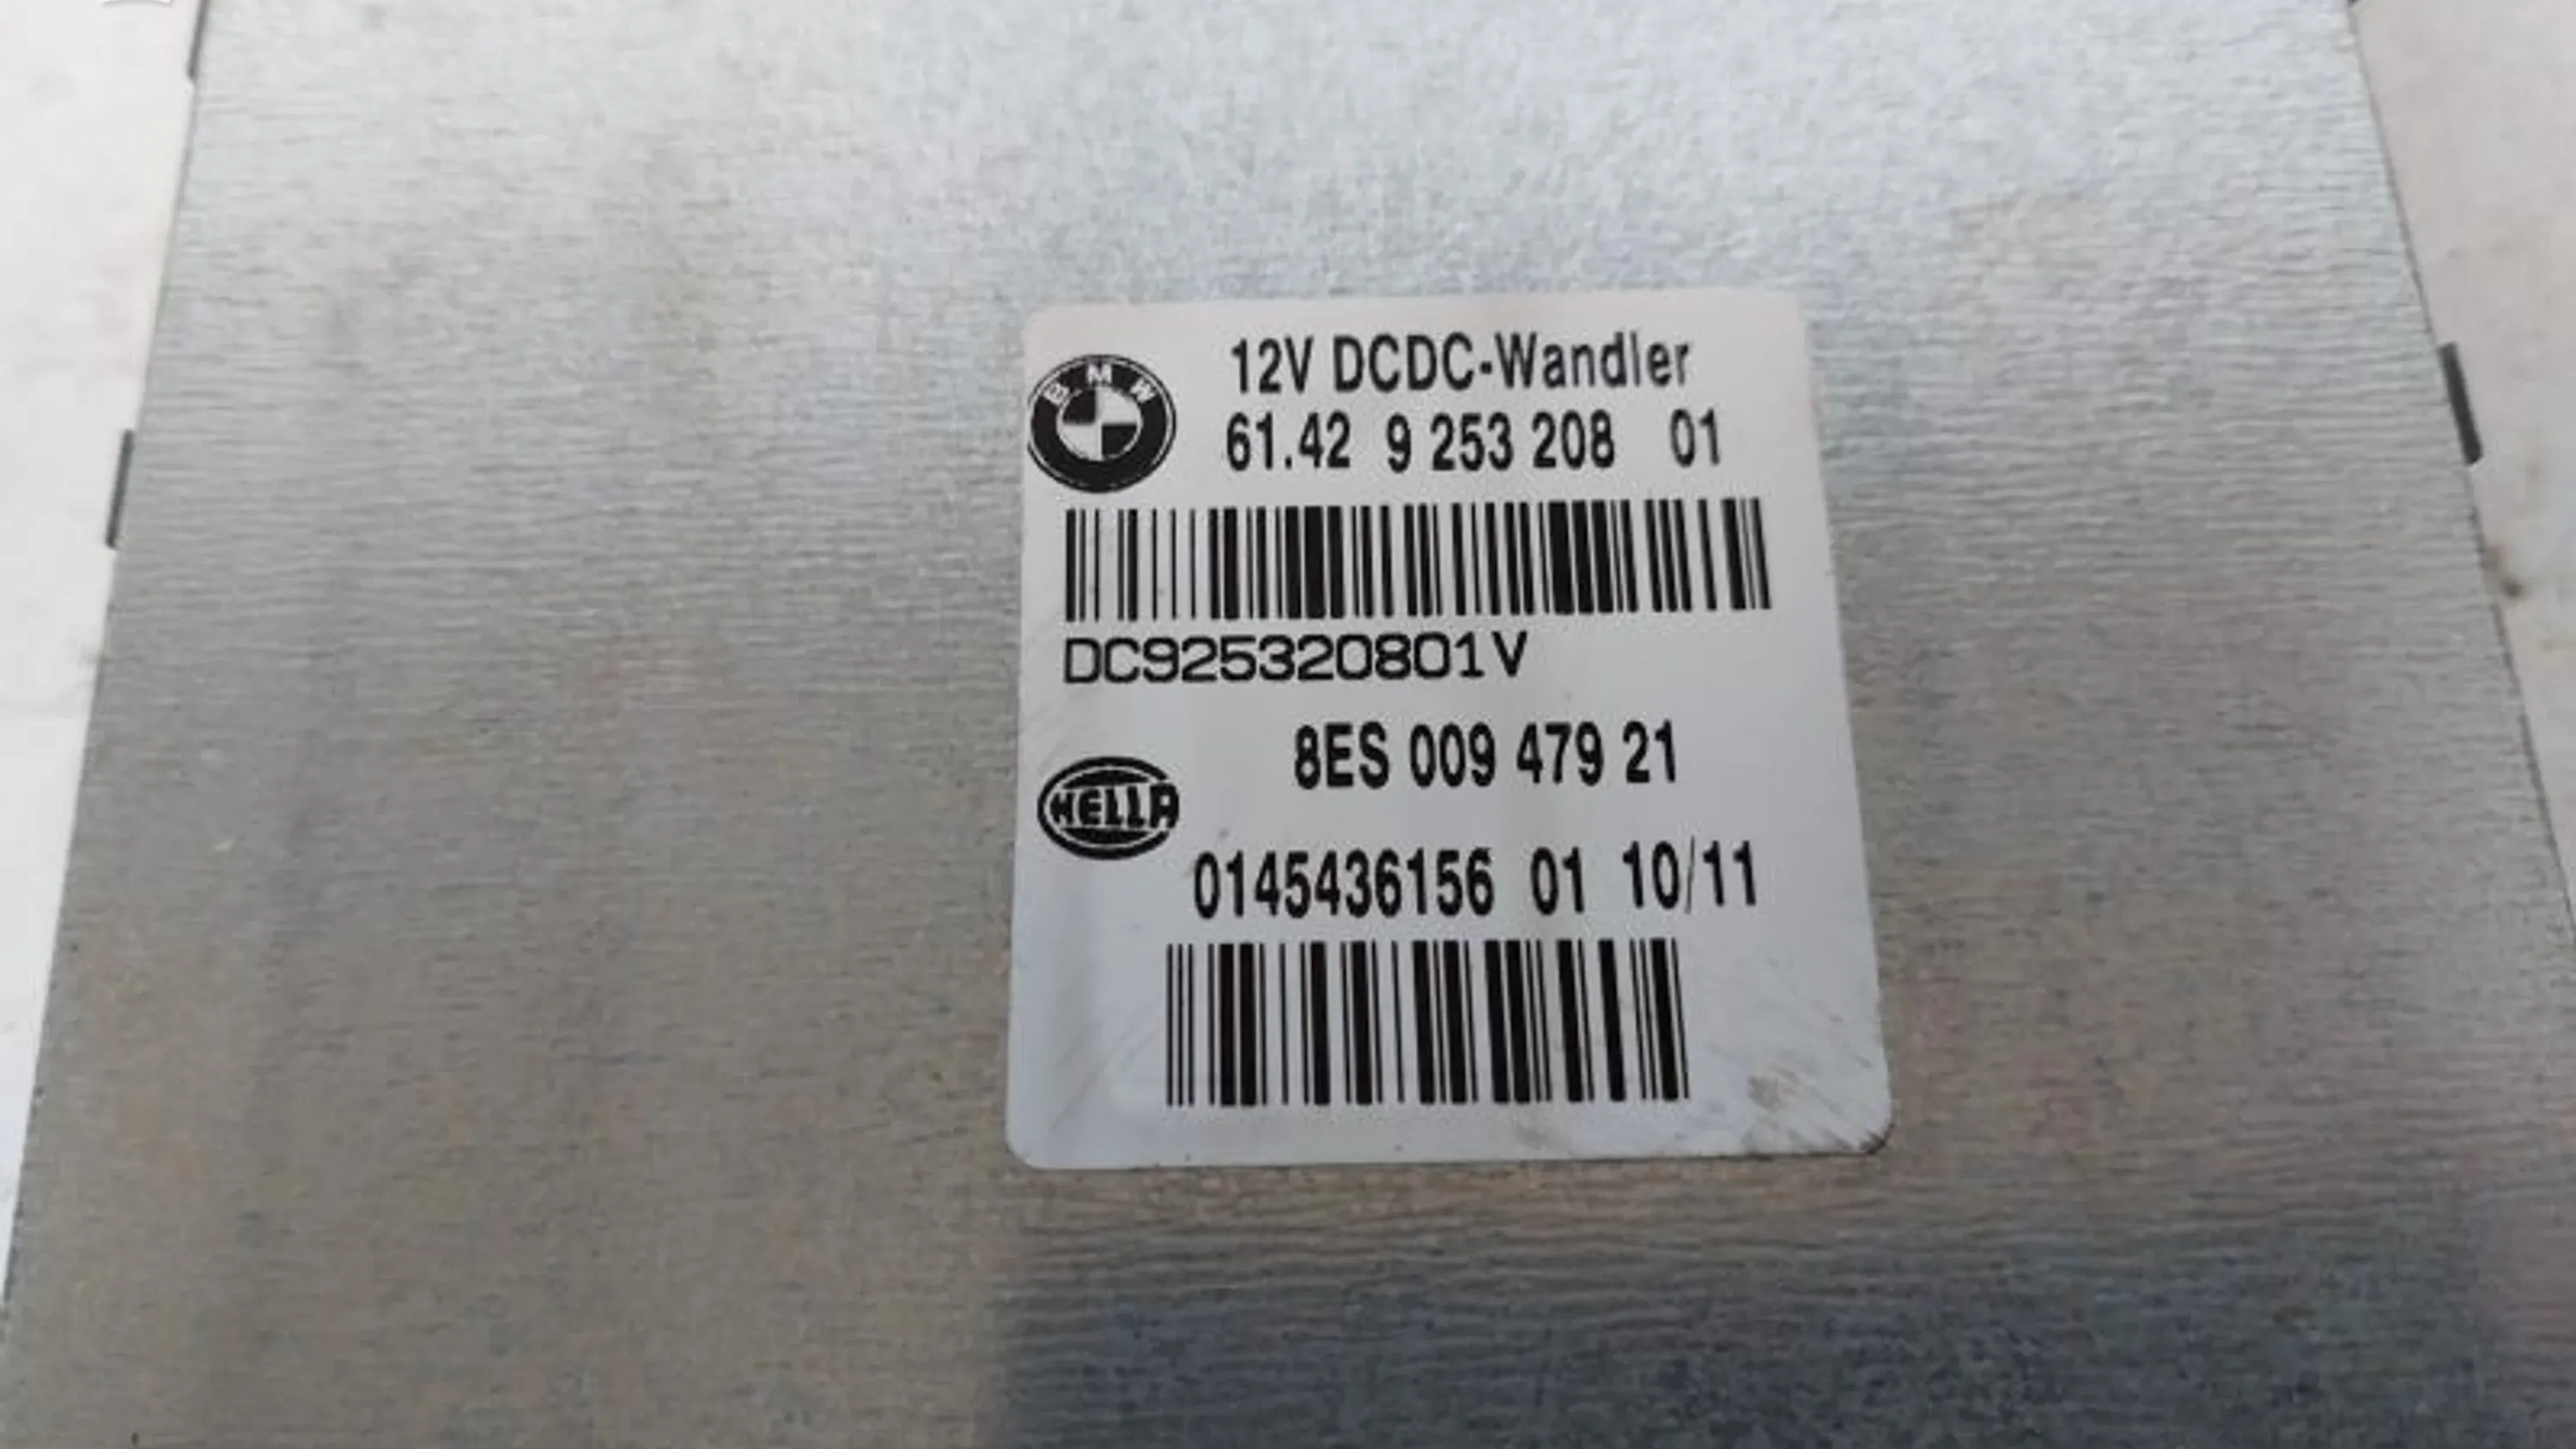 12V DCDC-Wandler
BMW
61.42 9 253 208 01
DC925320801V
8ES 009 479 21
HELLA
0145436156 01 10/11